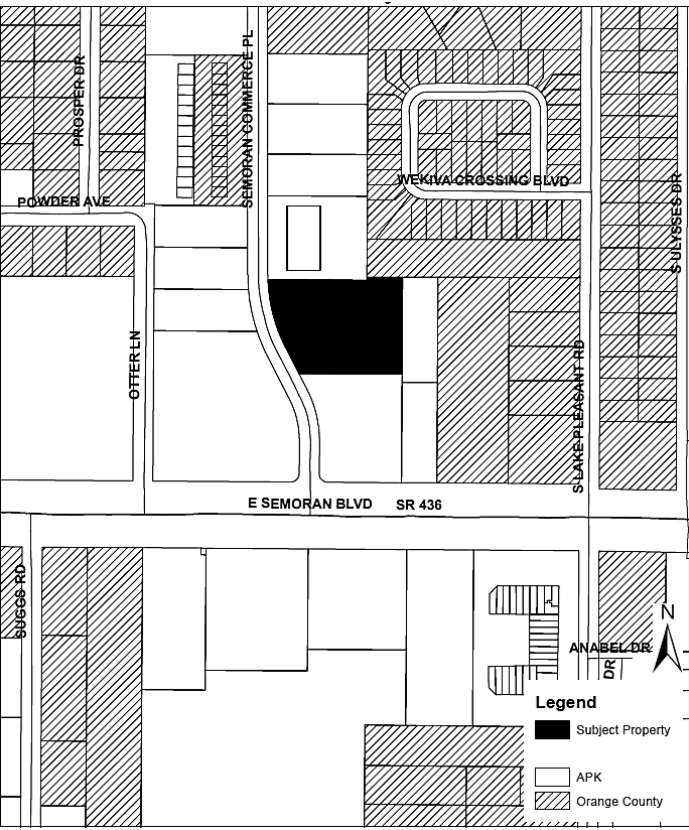 PROSPER DR
SEMORAN COMMERCE PL
WEKIVA CROSSING BLVD
POWDER AVE
S ULYSSES DR
OTTER LN
S LAKE PLEASANT RD
E SEMORAN BLVD SR 436
SUGGS RD
N
ANABEL DR
DR
Legend
Subject Property
APK
Orange County